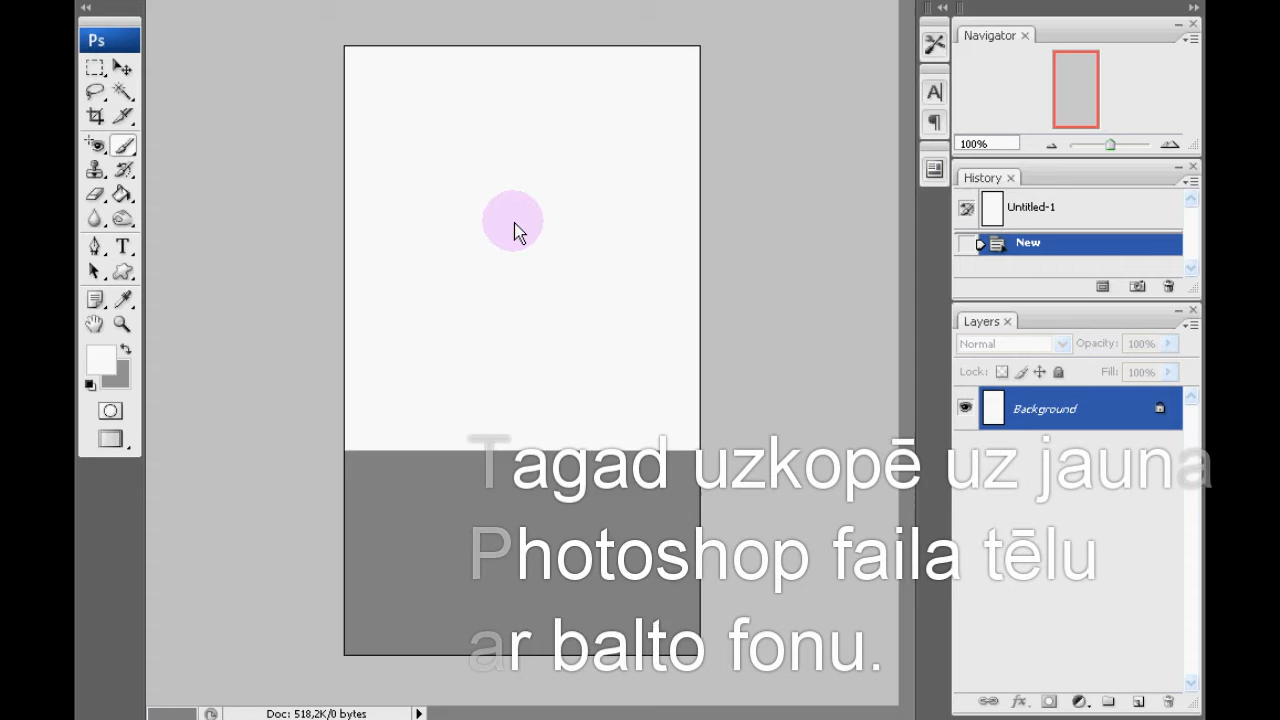 Ps
Navigator
100%
History
Untitled-1
New
Layers
Normal Opacity: 100%
Lock: Fill: 100%
Background
Tagad uzkopē uz jauna
Photoshop faila tēlu
ar balto fonu.
Doc: 518,2K/0 bytes